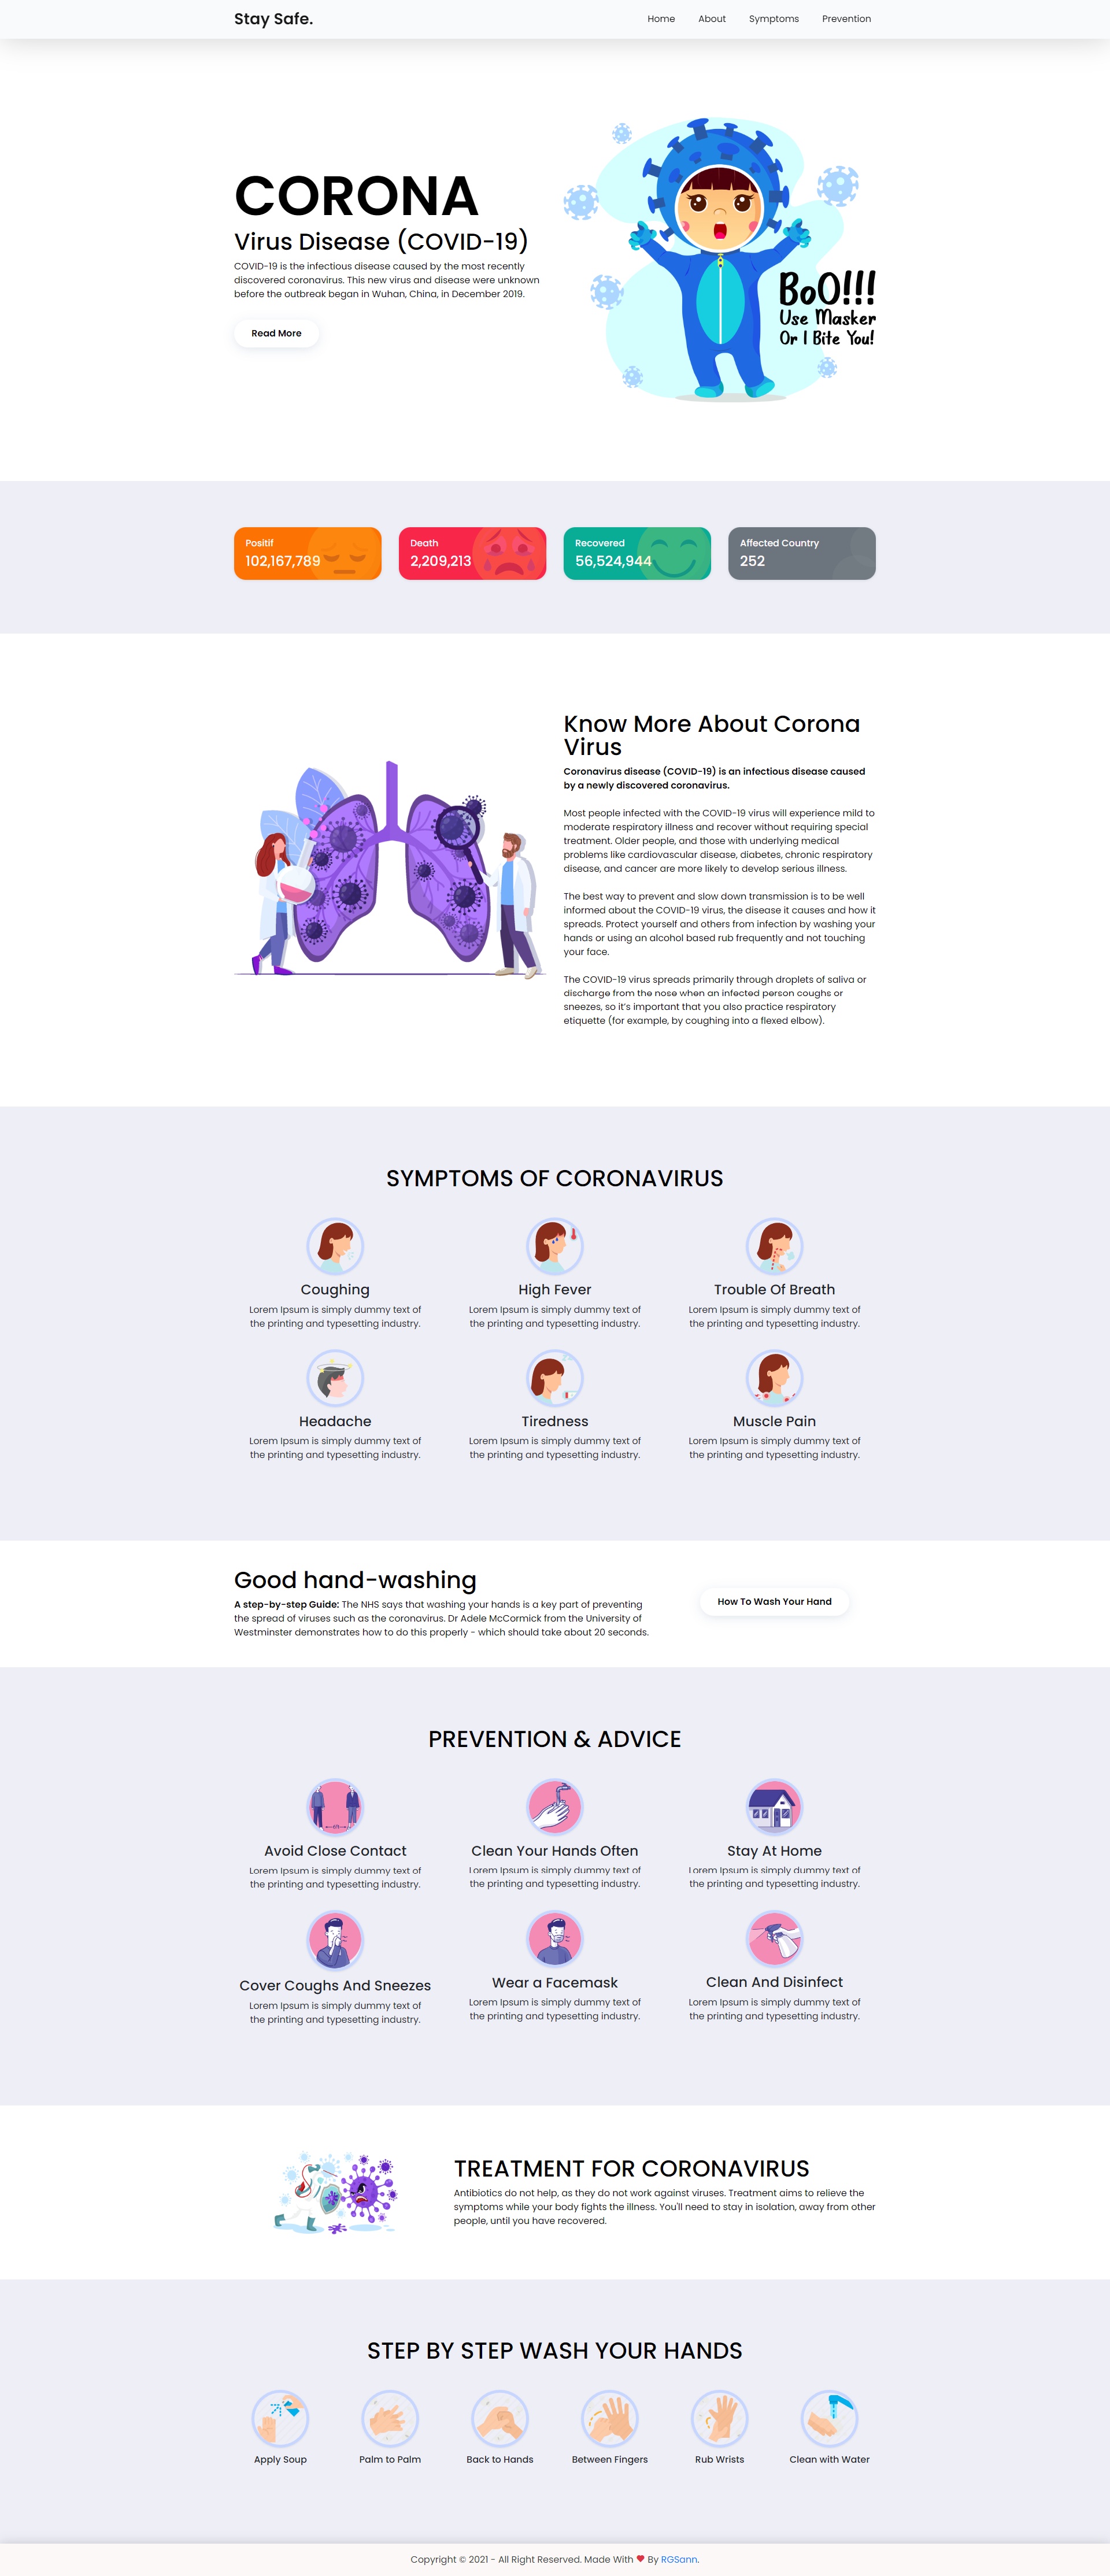 Stay Safe.
Home About Symptoms Prevention
CORONA
Virus Disease (COVID-19)
COVID-19 is the infectious disease caused by the most recently
discovered coronavirus. This new virus and disease were unknown
before the outbreak began in Wuhan, China, in December 2019.
Read More
BoO!!!
Use Masker
Or I Bite You!
Positif
102,167,789
Death
2,209,213
Recovered
56,524,944
Affected Country
252
Know More About Corona
Virus
Coronavirus disease (COVID-19) is an infectious disease caused
by a newly discovered coronavirus.
Most people infected with the COVID-19 virus will experience mild to
moderate respiratory illness and recover without requiring special
treatment. Older people, and those with underlying medical
problems like cardiovascular disease, diabetes, chronic respiratory
disease, and cancer are more likely to develop serious illness.
The best way to prevent and slow down transmission is to be well
informed about the COVID-19 virus, the disease it causes and how it
spreads. Protect yourself and others from infection by washing your
hands or using an alcohol based rub frequently and not touching
your face.
The COVID-19 virus spreads primarily through droplets of saliva or
discharge from the nose when an infected person coughs or
sneezes, so it's important that you also practice respiratory
etiquette (for example, by coughing into a flexed elbow).
SYMPTOMS OF CORONAVIRUS
Coughing
Lorem Ipsum is simply dummy text of
the printing and typesetting industry.
High Fever
Lorem Ipsum is simply dummy text of
the printing and typesetting industry.
Trouble Of Breath
Lorem Ipsum is simply dummy text of
the printing and typesetting industry.
Headache
Lorem Ipsum is simply dummy text of
the printing and typesetting industry.
Tiredness
Lorem Ipsum is simply dummy text of
the printing and typesetting industry.
Muscle Pain
Lorem Ipsum is simply dummy text of
the printing and typesetting industry.
Good hand-washing
A step-by-step Guide: The NHS says that washing your hands is a key part of preventing
the spread of viruses such as the coronavirus. Dr Adele McCormick from the University of
Westminster demonstrates how to do this properly - which should take about 20 seconds.
How To Wash Your Hand
PREVENTION & ADVICE
Avoid Close Contact
Lorem Ipsum is simply dummy text of
the printing and typesetting industry.
Clean Your Hands Often
Lorem Ipsum is simply dummy text of
the printing and typesetting industry.
Stay At Home
Lorem Ipsum is simply dummy text of
the printing and typesetting industry.
Cover Coughs And Sneezes
Lorem Ipsum is simply dummy text of
the printing and typesetting industry.
Wear a Facemask
Lorem Ipsum is simply dummy text of
the printing and typesetting industry.
Clean And Disinfect
Lorem Ipsum is simply dummy text of
the printing and typesetting industry.
TREATMENT FOR CORONAVIRUS
Antibiotics do not help, as they do not work against viruses. Treatment aims to relieve the
symptoms while your body fights the illness. You'll need to stay in isolation, away from other
people, until you have recovered.
STEP BY STEP WASH YOUR HANDS
Apply Soup
Palm to Palm
Back to Hands
Between Fingers
Rub Wrists
Clean with Water
Copyright © 2021 - All Right Reserved. Made With ❤ By RGSann.